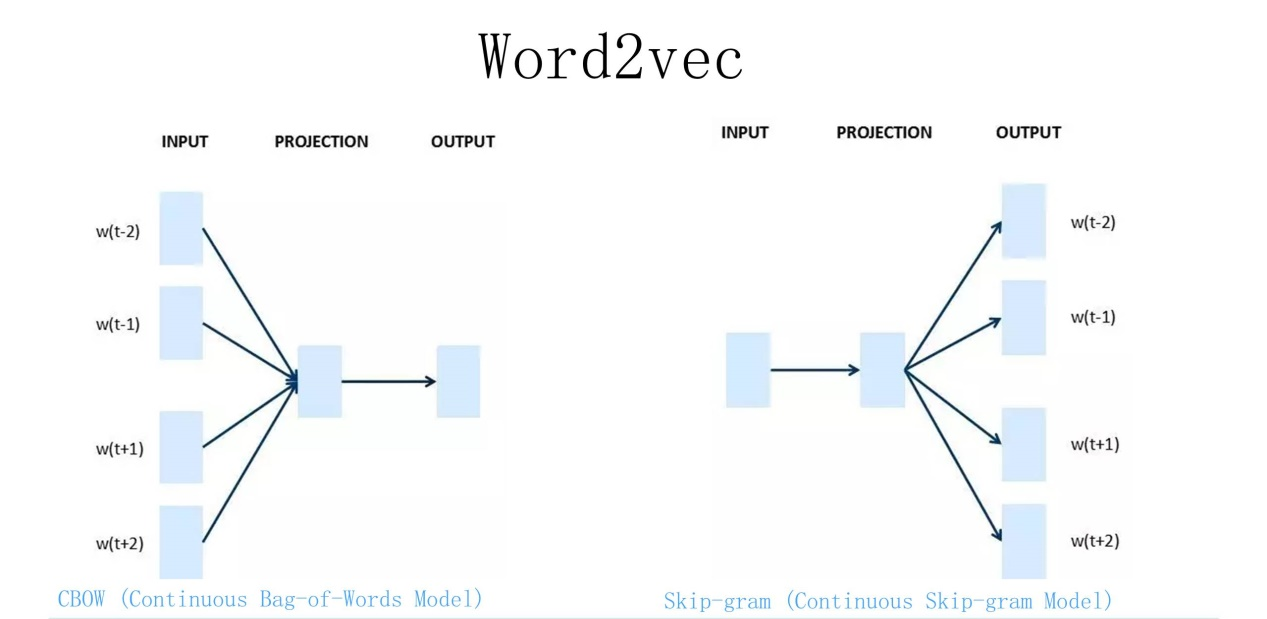 Word2vec
INPUT PROJECTION OUTPUT
w(t-2)
w(t-1)
w(t+1)
w(t+2)
CBOW (Continuous Bag-of-Words Model)
INPUT PROJECTION OUTPUT
w(t-2)
w(t-1)
w(t+1)
w(t+2)
Skip-gram (Continuous Skip-gram Model)